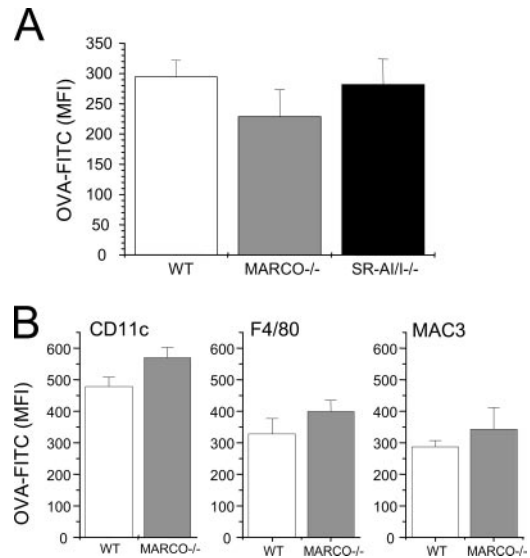 A
OVA-FITC (MFI)
350
300
250
200
150
100
50
0
WT MARCO-/- SR-AI/I-/-
B
CD11c F4/80 MAC3
OVA-FITC (MFI)
600 600 600
500 500 500
400 400 400
300 300 300
200 200 200
100 100 100
0 0 0
WT MARCO-/- WT MARCO-/- WT MARCO-/-